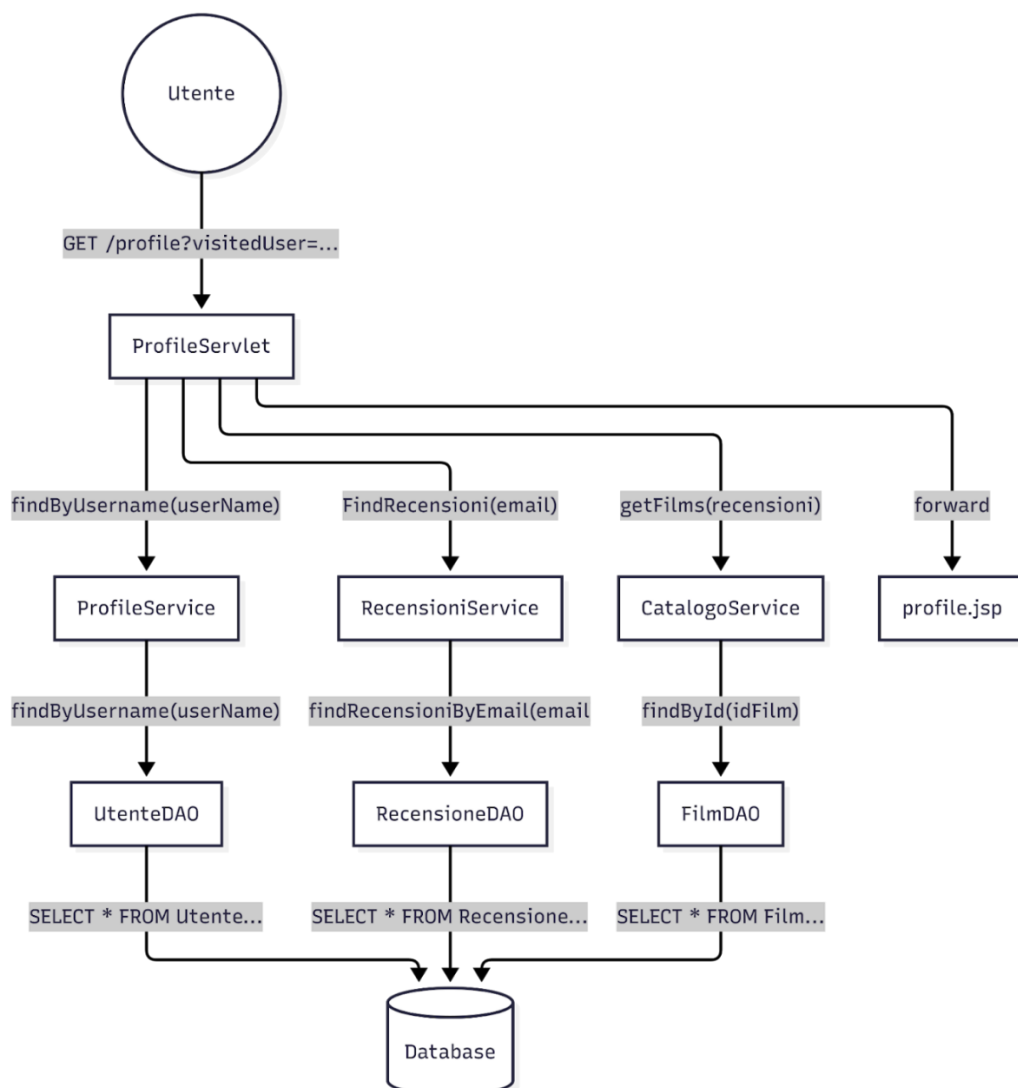 Utente
GET /profile?visitedUser=...
ProfileServlet
findByUsername(userName)
FindRecensioni(email)
getFilms(recensioni)
forward
ProfileService
RecensioniService
CatalogoService
profile.jsp
findByUsername(userName)
findRecensioniByEmail(email
findById(idFilm)
UtenteDAO
RecensioneDAO
FilmDAO
SELECT * FROM Utente...
SELECT * FROM Recensione...
SELECT * FROM Film...
Database